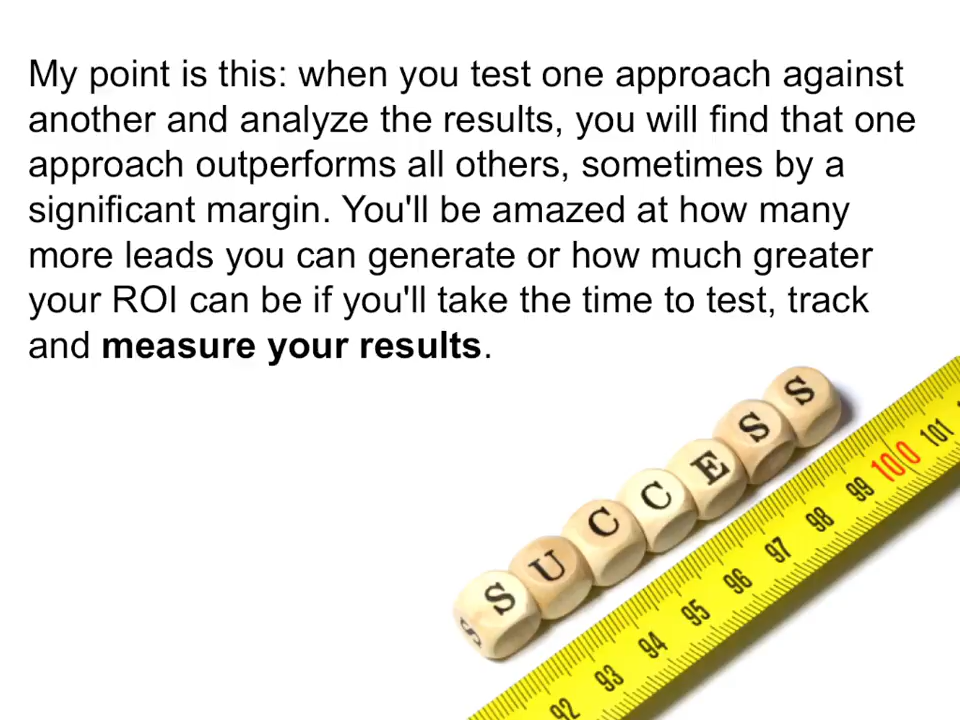 My point is this: when you test one approach against
another and analyze the results, you will find that one
approach outperforms all others, sometimes by a
significant margin. You'll be amazed at how many
more leads you can generate or how much greater
your ROI can be if you'll take the time to test, track
and measure your results.
SUCCESS
S
92 93 94 95 96 97 98 99 100 101